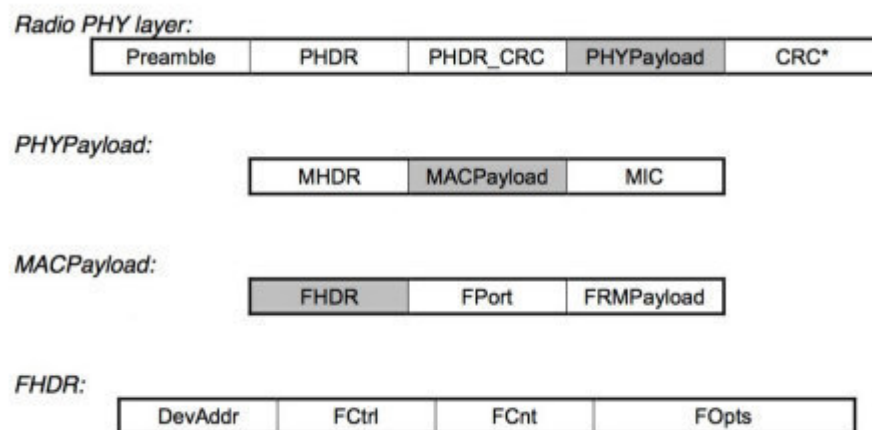 Radio PHY layer:
Preamble PHDR PHDR_CRC PHYPayload CRC*
PHYPayload:
MHDR MACPayload MIC
MACPayload:
FHDR FPort FRMPayload
FHDR:
DevAddr FCtrl FCnt FOpts